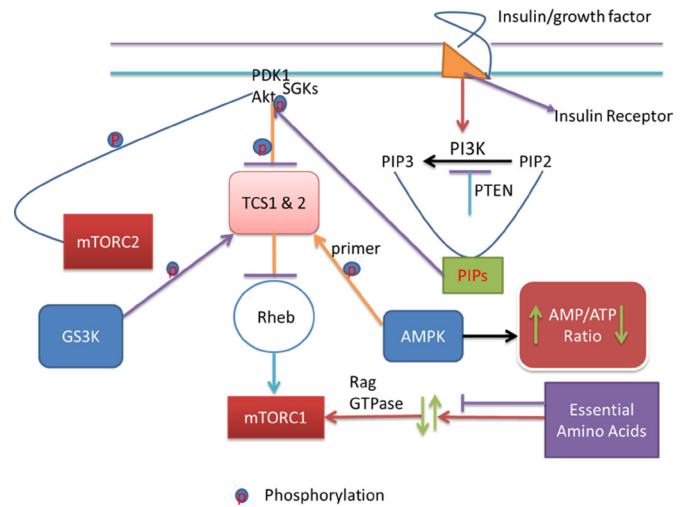 Insulin/growth factor
PDK1
SGKs
Akt
p
Insulin Receptor
p
p
PI3K
PIP3
PIP2
PTEN
TCS1 & 2
mTORC2
primer
p
p
PIPs
GS3K
Rheb
AMPK
AMP/ATP
Ratio
Rag
GTPase
mTORC1
Essential
Amino Acids
p Phosphorylation